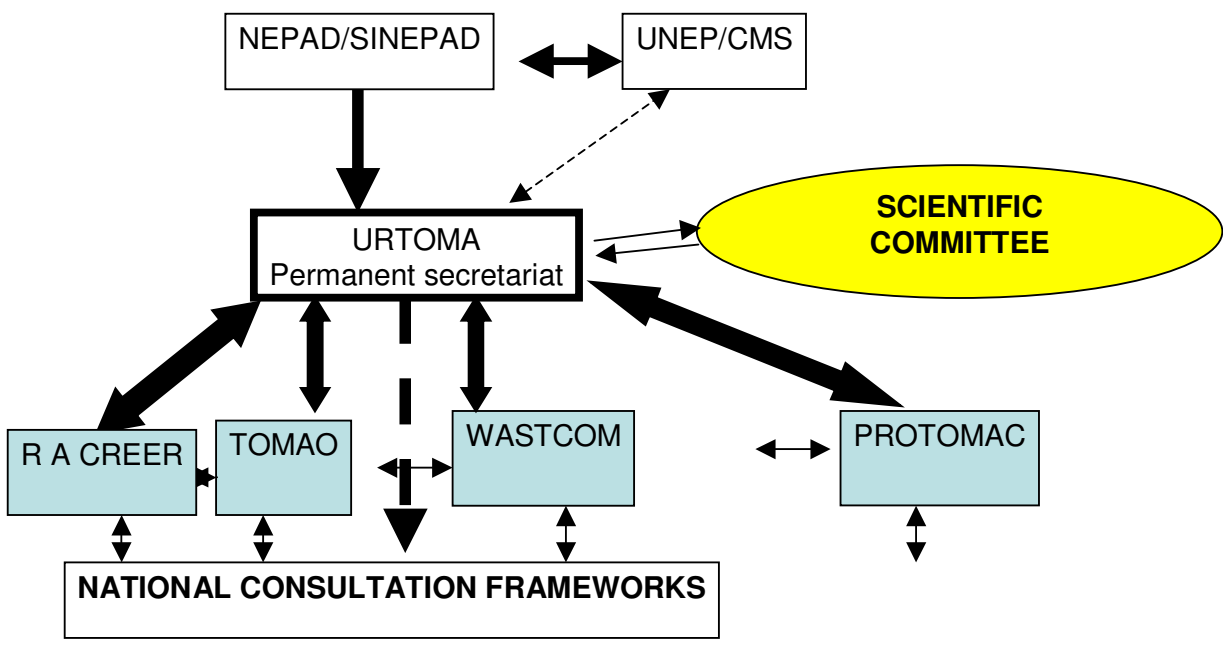 NEPAD/SINEPAD
UNEP/CMS
SCIENTIFIC
COMMITTEE
URTOMA
Permanent secretariat
R A CREER
TOMAO
WASTCOM
PROTOMAC
NATIONAL CONSULTATION FRAMEWORKS